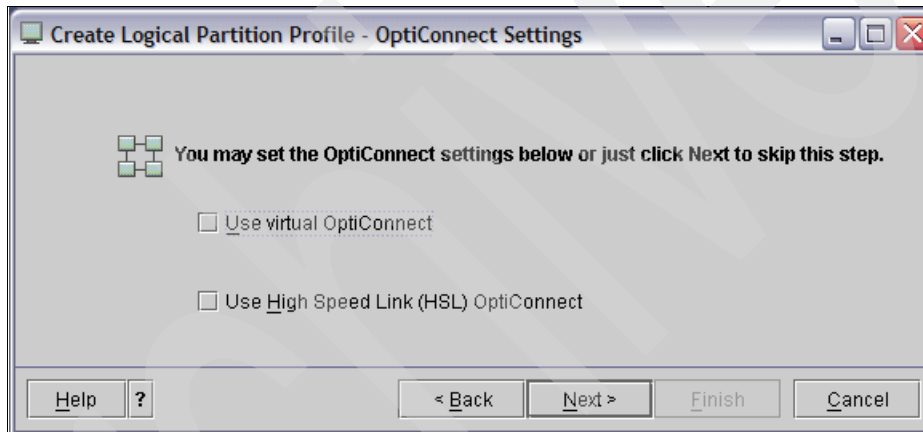 Create Logical Partition Profile - OptiConnect Settings
You may set the OptiConnect settings below or just click Next to skip this step.
Use virtual OptiConnect
Use High Speed Link (HSL) OptiConnect
Help ? < Back Next > Finish Cancel